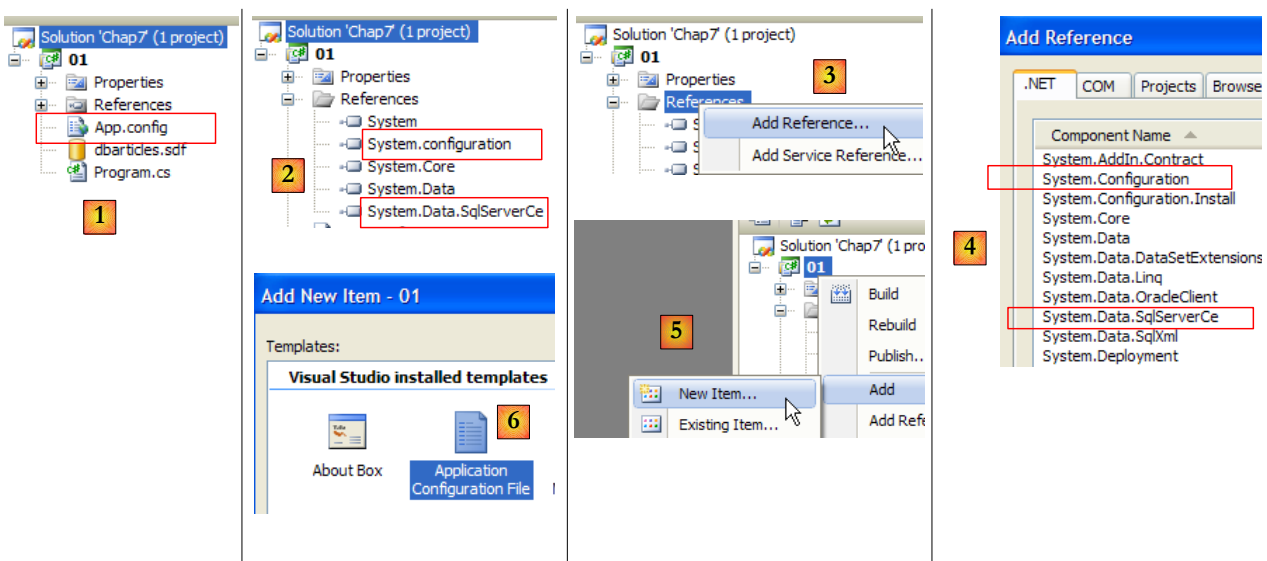 Solution 'Chap7' (1 project)
01
Properties
References
App.config
dbarticles.sdf
Program.cs
1
Solution 'Chap7' (1 project)
01
Properties
References
System
System.configuration
System.Core
System.Data
System.Data.SqlServerCe
2
Add New Item - 01
Templates:
Visual Studio installed templates
About Box
Application
Configuration File
6
Solution 'Chap7' (1 project)
01
Properties
References
3
Add Reference...
Add Service Reference...
Solution 'Chap7' (1 pro
01
5
Build
Rebuild
Publish..
Add
Add Refe
New Item...
Existing Item...
Add Reference
.NET
COM
Projects
Browse
Component Name
System.AddIn.Contract
System.Configuration
System.Configuration.Install
System.Core
System.Data
System.Data.DataSetExtensions
System.Data.Linq
System.Data.OracleClient
System.Data.SqlServerCe
System.Data.SqlXml
System.Deployment
4